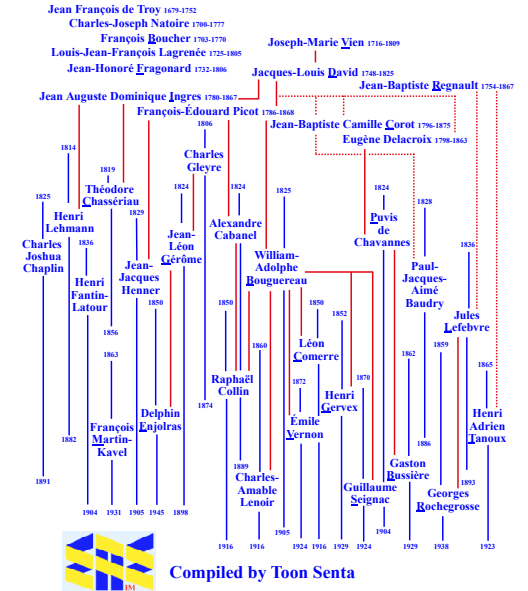 Jean François de Troy 1679-1752
Charles-Joseph Natoire 1700-1777
François Boucher 1703-1770
Louis-Jean-François Lagrenée 1725-1805
Jean-Honoré Fragonard 1732-1806
Joseph-Marie Vien 1716-1809
Jacques-Louis David 1748-1825
Jean-Baptiste Regnault 1754-1867
Jean Auguste Dominique Ingres 1780-1867
François-Édouard Picot 1786-1868
Jean-Baptiste Camille Corot 1796-1875
Eugène Delacroix 1798-1863
1806
Charles
Gleyre
1874
1814
Henri
Lehmann
1882
1819
Théodore
Chassériau
1856
1825
Charles
Joshua
Chaplin
1891
1836
Henri
Fantin-
Latour
1904
1829
Jean-
Jacques
Henner
1905
1824
Jean-
Léon
Gérôme
1898
1824
Alexandre
Cabanel
1889
1825
William-
Adolphe
Bouguereau
1905
1824
Puvis
de
Chavannes
1904
1828
Paul-
Jacques-
Aimé
Baudry
1886
1836
Jules
Lefebvre
1893
1863
François
Martin-
Kavel
1931
1850
Delphin
Enjolras
1945
1850
Raphaël
Collin
1916
1860
Charles-
Amable
Lenoir
1916
1872
Émile
Vernon
1924
1850
Léon
Comerre
1916
1852
Henri
Gervex
1929
1870
Guillaume
Seignac
1924
1862
Gaston
Bussière
1929
1859
Georges
Rochegrosse
1938
1865
Henri
Adrien
Tanoux
1923
IM
Compiled by Toon Senta